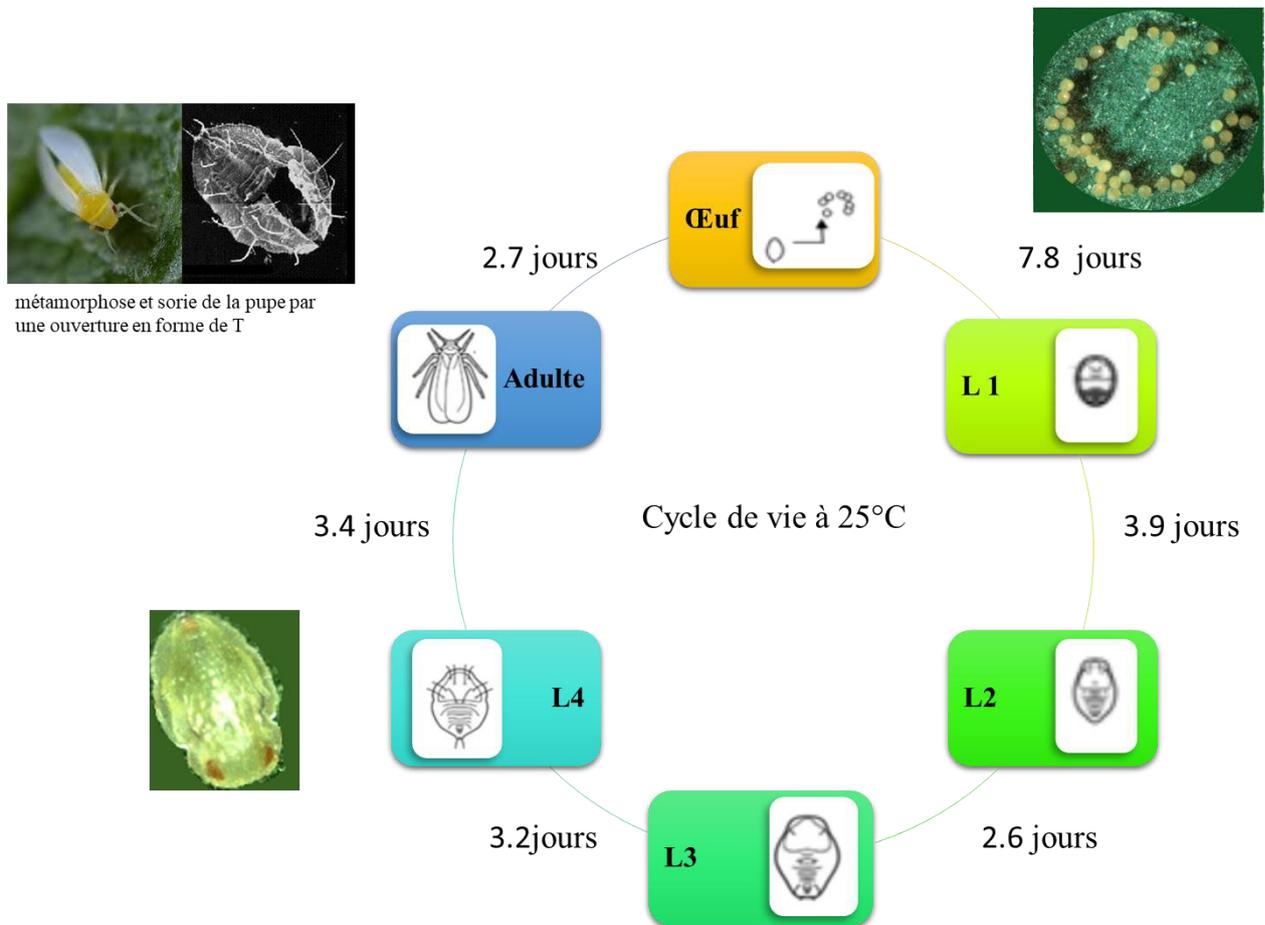 Œuf
2.7 jours
7.8 jours
métamorphose et sorie de la pupe par
une ouverture en forme de T
Adulte
L 1
3.4 jours
Cycle de vie à 25°C
3.9 jours
L4
L2
3.2jours
L3
2.6 jours